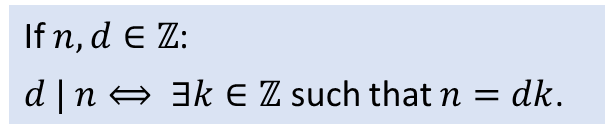 If n, d ∈ ℤ:
d | n ⟺ ∃k ∈ ℤ such that n = dk.